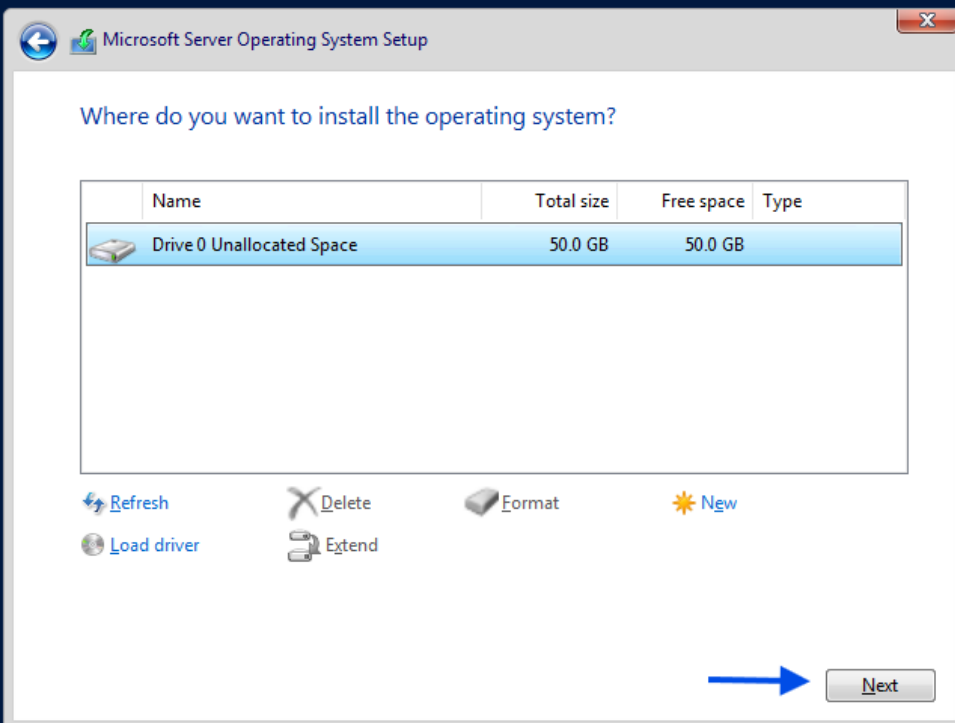 Microsoft Server Operating System Setup
Where do you want to install the operating system?
Name Total size Free space Type
Drive 0 Unallocated Space 50.0 GB 50.0 GB
Refresh Delete Format New
Load driver Extend
Next